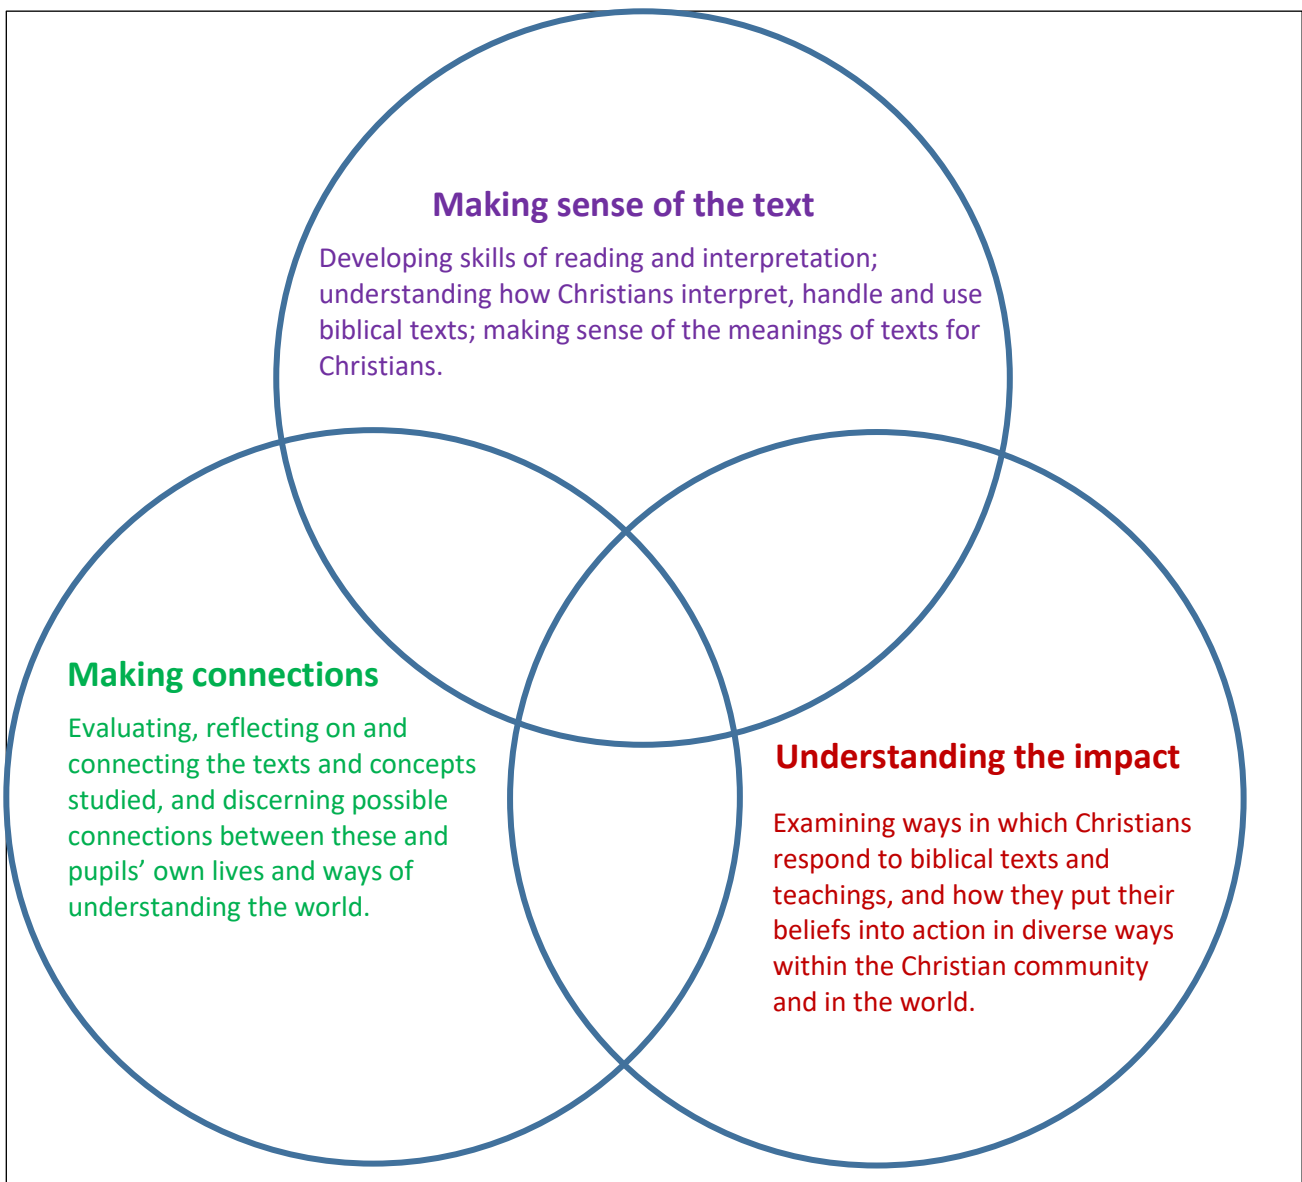 Making sense of the text
Developing skills of reading and interpretation;
understanding how Christians interpret, handle and use
biblical texts; making sense of the meanings of texts for
Christians.
Making connections
Evaluating, reflecting on and
connecting the texts and concepts
studied, and discerning possible
connections between these and
pupils’ own lives and ways of
understanding the world.
Understanding the impact
Examining ways in which Christians
respond to biblical texts and
teachings, and how they put their
beliefs into action in diverse ways
within the Christian community
and in the world.